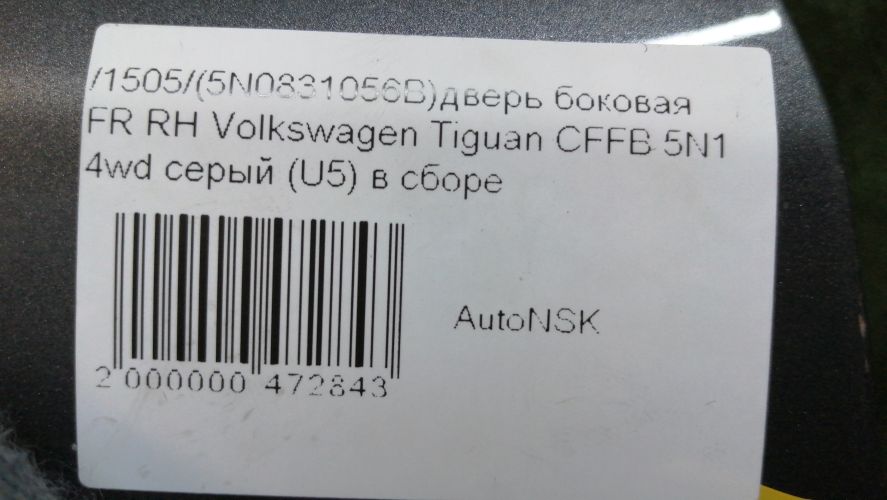 /1505/(5N0831056B)дверь боковая
FR RH Volkswagen Tiguan CFFB 5N1
4wd серый (U5) в сборе
AutoNSK
2 000000 472843